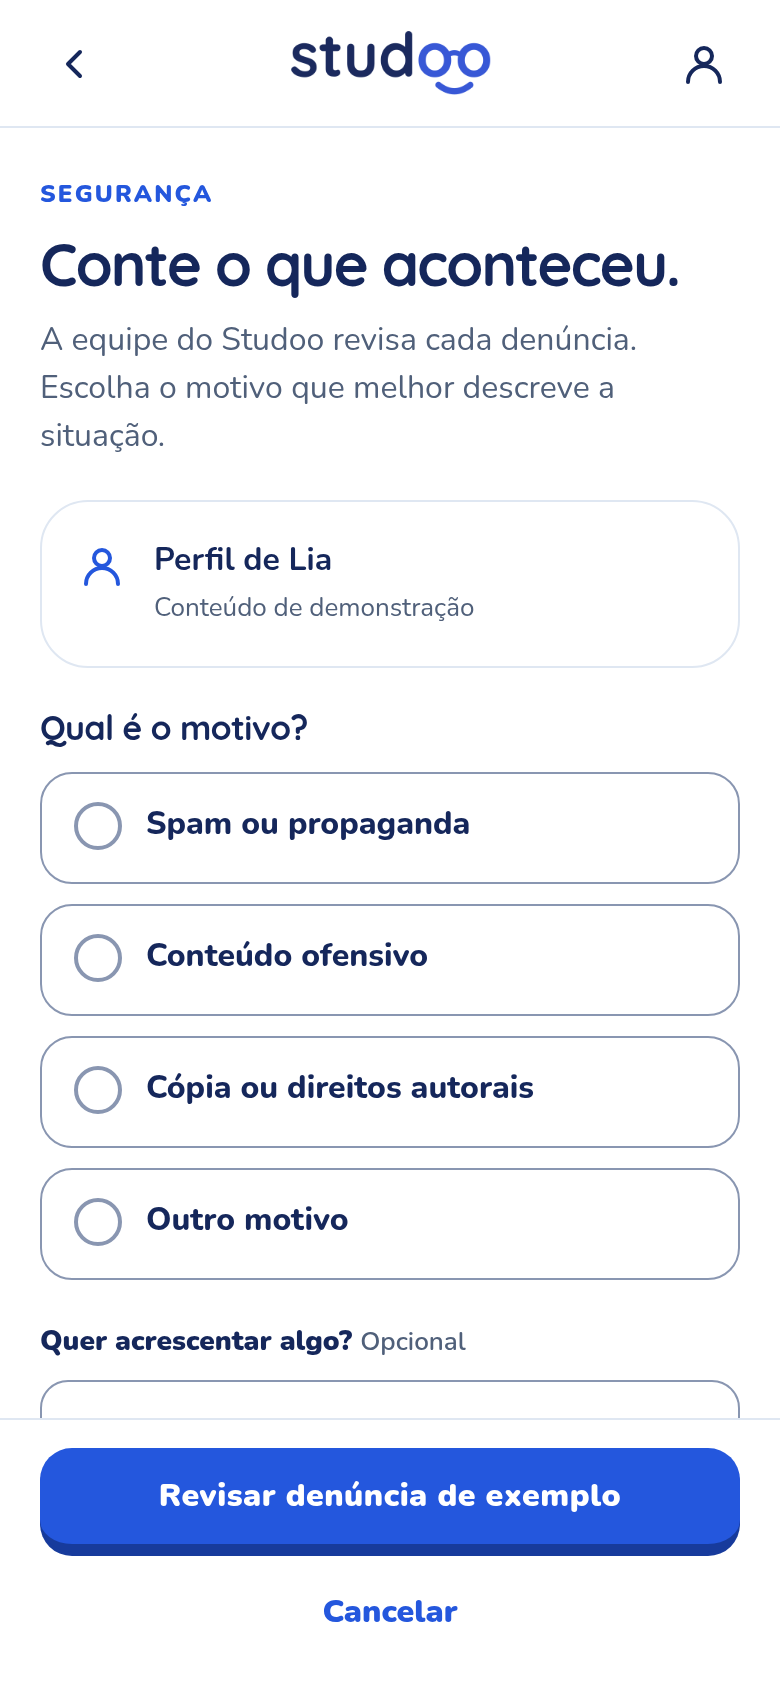 studoo
SEGURANÇA
Conte o que aconteceu.
A equipe do Studoo revisa cada denúncia.
Escolha o motivo que melhor descreve a
situação.
Perfil de Lia
Conteúdo de demonstração
Qual é o motivo?
Spam ou propaganda
Conteúdo ofensivo
Cópia ou direitos autorais
Outro motivo
Quer acrescentar algo? Opcional
Revisar denúncia de exemplo
Cancelar